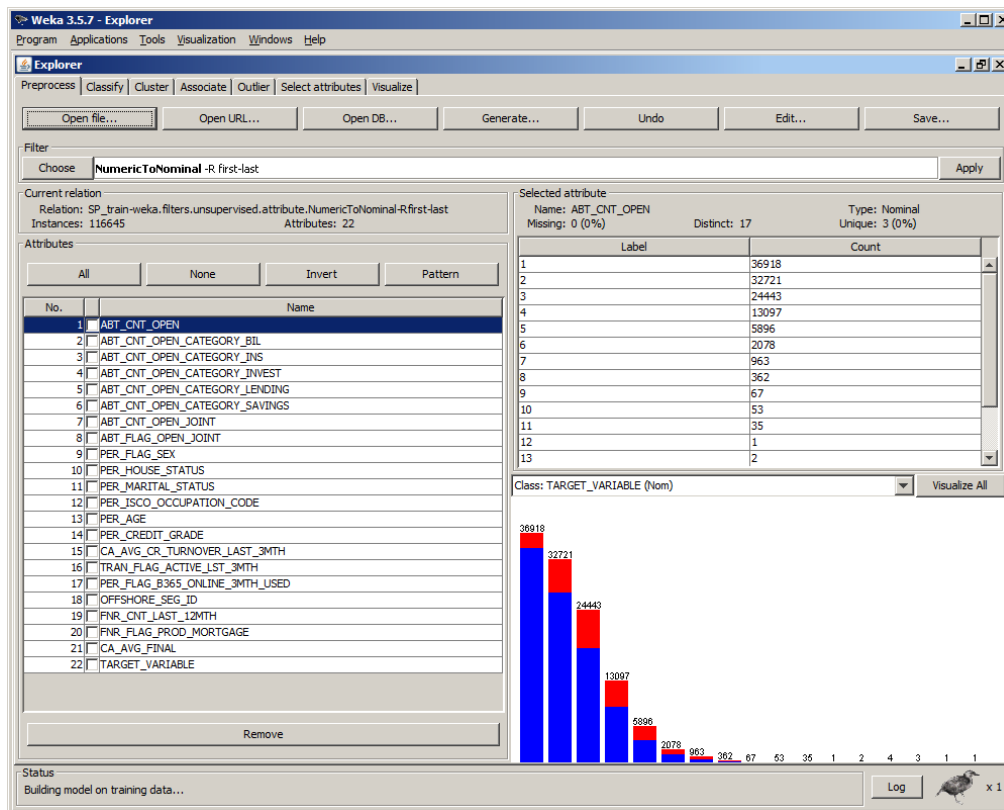 Weka 3.5.7 - Explorer
Program Applications Tools Visualization Windows Help
Explorer
Preprocess Classify Cluster Associate Outlier Select attributes Visualize
Open file... Open URL... Open DB... Generate... Undo Edit... Save...
Filter
Choose NumericToNominal -R first-last Apply
Current relation
Relation: SP_train-weka.filters.unsupervised.attribute.NumericToNominal-Rfirst-last
Instances: 116645 Attributes: 22
Attributes
All None Invert Pattern
No. Name
1 ABT_CNT_OPEN
2 ABT_CNT_OPEN_CATEGORY_BIL
3 ABT_CNT_OPEN_CATEGORY_INS
4 ABT_CNT_OPEN_CATEGORY_INVEST
5 ABT_CNT_OPEN_CATEGORY_LENDING
6 ABT_CNT_OPEN_CATEGORY_SAVINGS
7 ABT_CNT_OPEN_JOINT
8 ABT_FLAG_OPEN_JOINT
9 PER_FLAG_SEX
10 PER_HOUSE_STATUS
11 PER_MARITAL_STATUS
12 PER_ISCO_OCCUPATION_CODE
13 PER_AGE
14 PER_CREDIT_GRADE
15 CA_AVG_CR_TURNOVER_LAST_3MTH
16 TRAN_FLAG_ACTIVE_LST_3MTH
17 PER_FLAG_B365_ONLINE_3MTH_USED
18 OFFSHORE_SEG_ID
19 FNR_CNT_LAST_12MTH
20 FNR_FLAG_PROD_MORTGAGE
21 CA_AVG_FINAL
22 TARGET_VARIABLE
Remove
Selected attribute
Name: ABT_CNT_OPEN Type: Nominal
Missing: 0 (0%) Distinct: 17 Unique: 3 (0%)
Label Count
1 36918
2 32721
3 24443
4 13097
5 5896
6 2078
7 963
8 362
9 67
10 53
11 35
12 1
13 2
Class: TARGET_VARIABLE (Nom) Visualize All
36918
32721
24443
13097
5896
2078
963
362 67 53 35 1 2 4 3 1 1
Status
Building model on training data...
Log x 1